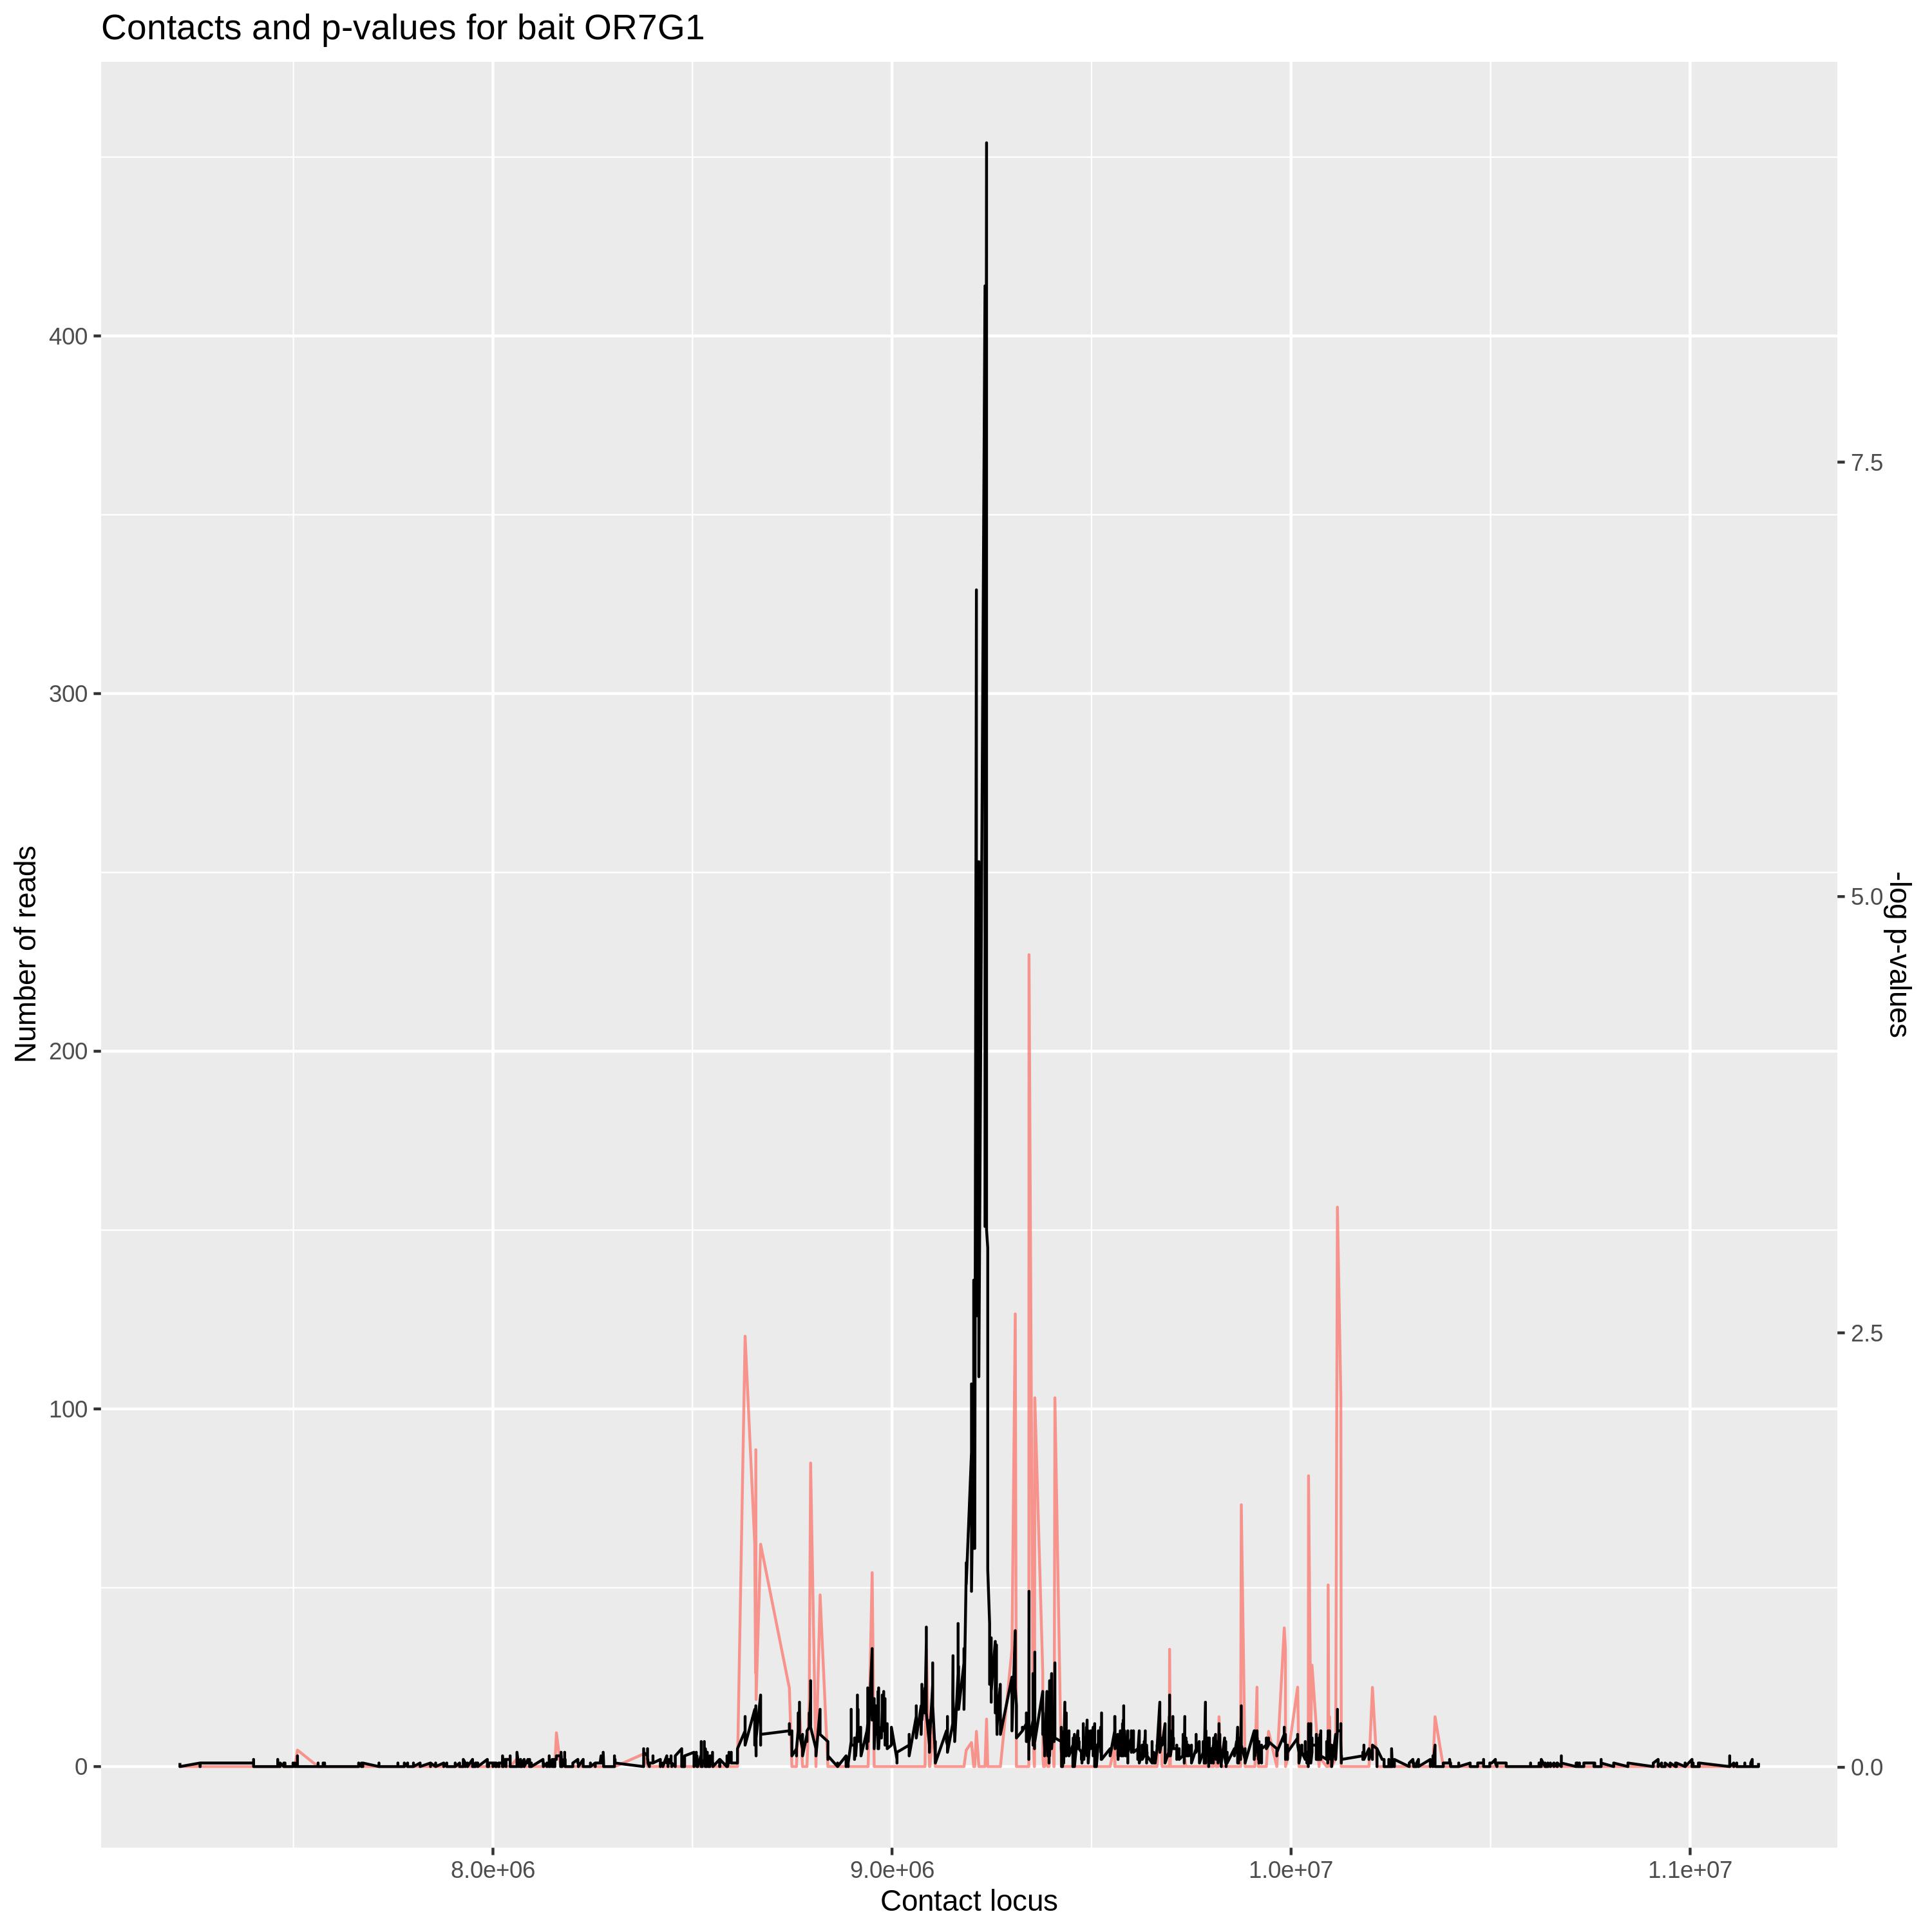 Contacts and p-values for bait OR7G1
400
300
200
100
0
Number of reads
7.5
5.0
2.5
0.0
-log p-values
8.0e+06
9.0e+06
1.0e+07
1.1e+07
Contact locus